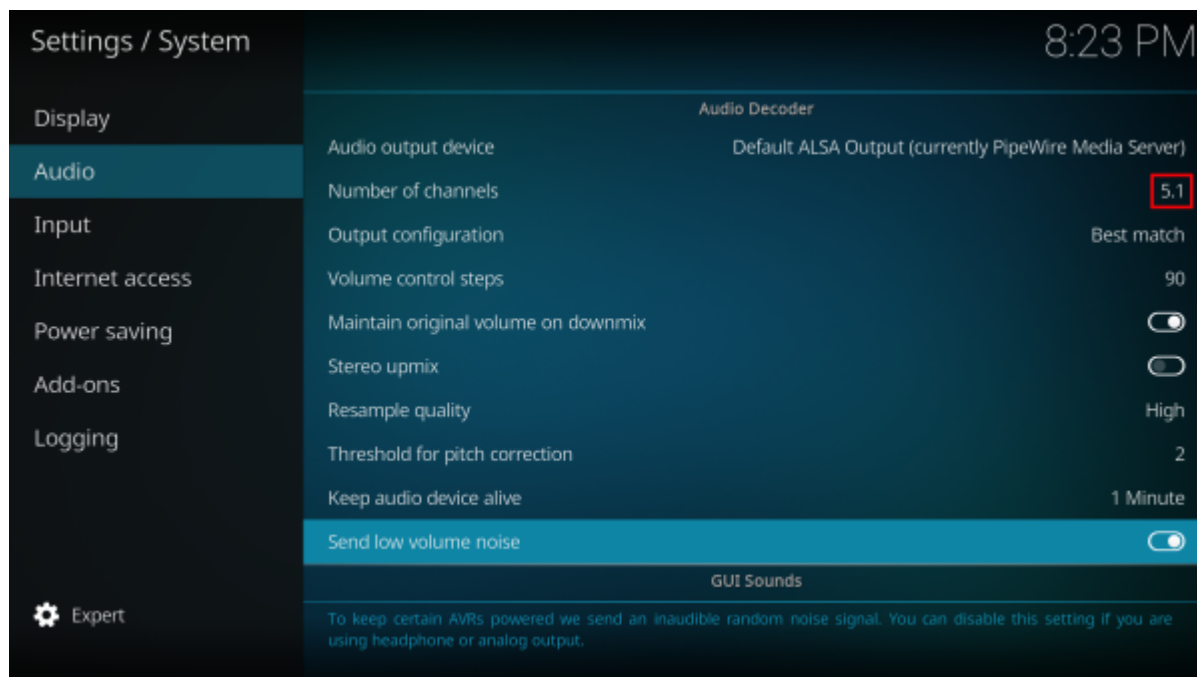 Settings / System
8:23 PM
Display
Audio
Input
Internet access
Power saving
Add-ons
Logging
Expert
Audio Decoder
Audio output device Default ALSA Output (currently PipeWire Media Server)
Number of channels 5.1
Output configuration Best match
Volume control steps 90
Maintain original volume on downmix
Stereo upmix
Resample quality High
Threshold for pitch correction 2
Keep audio device alive 1 Minute
Send low volume noise
GUI Sounds
To keep certain AVRs powered we send an inaudible random noise signal. You can disable this setting if you are
using headphone or analog output.